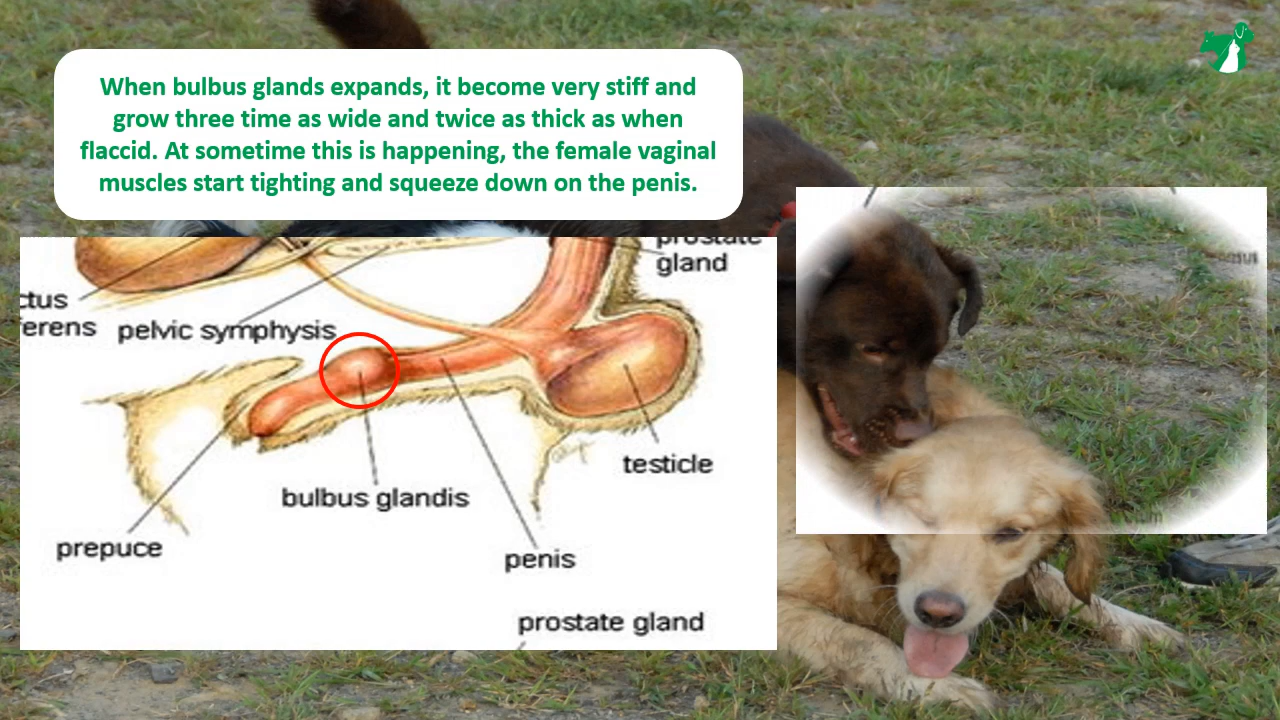 When bulbus glands expands, it become very stiff and
grow three time as wide and twice as thick as when
flaccid. At sometime this is happening, the female vaginal
muscles start tighting and squeeze down on the penis.
prostate
gland
ctus
erens
pelvic symphysis
testicle
bulbus glandis
prepuce
penis
prostate gland